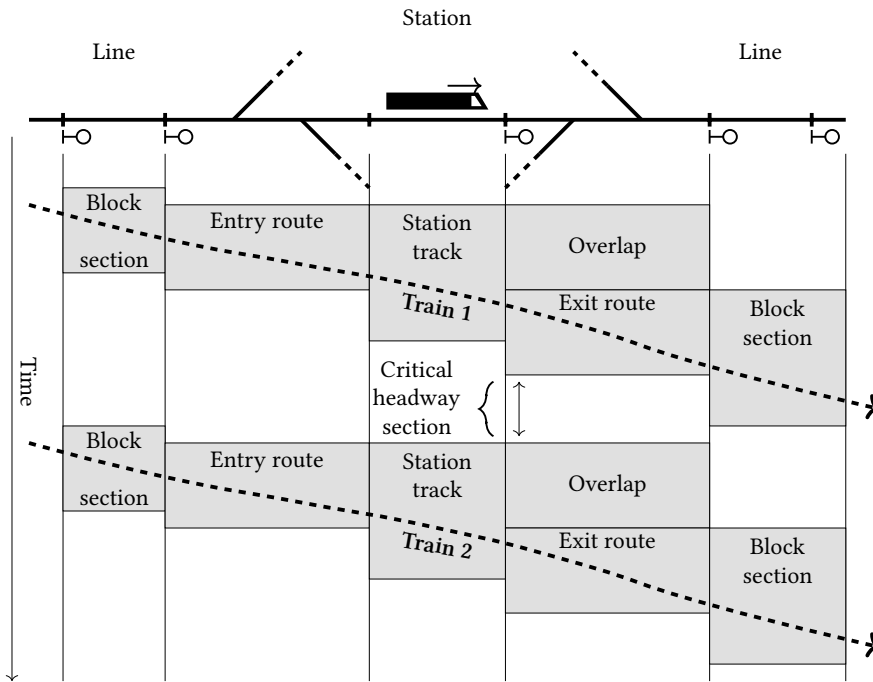 Station
Line
Line
Block
section
Entry route
Station
track
Overlap
Train 1
Exit route
Block
section
Time
Critical
headway
section
Block
section
Entry route
Station
track
Overlap
Train 2
Exit route
Block
section